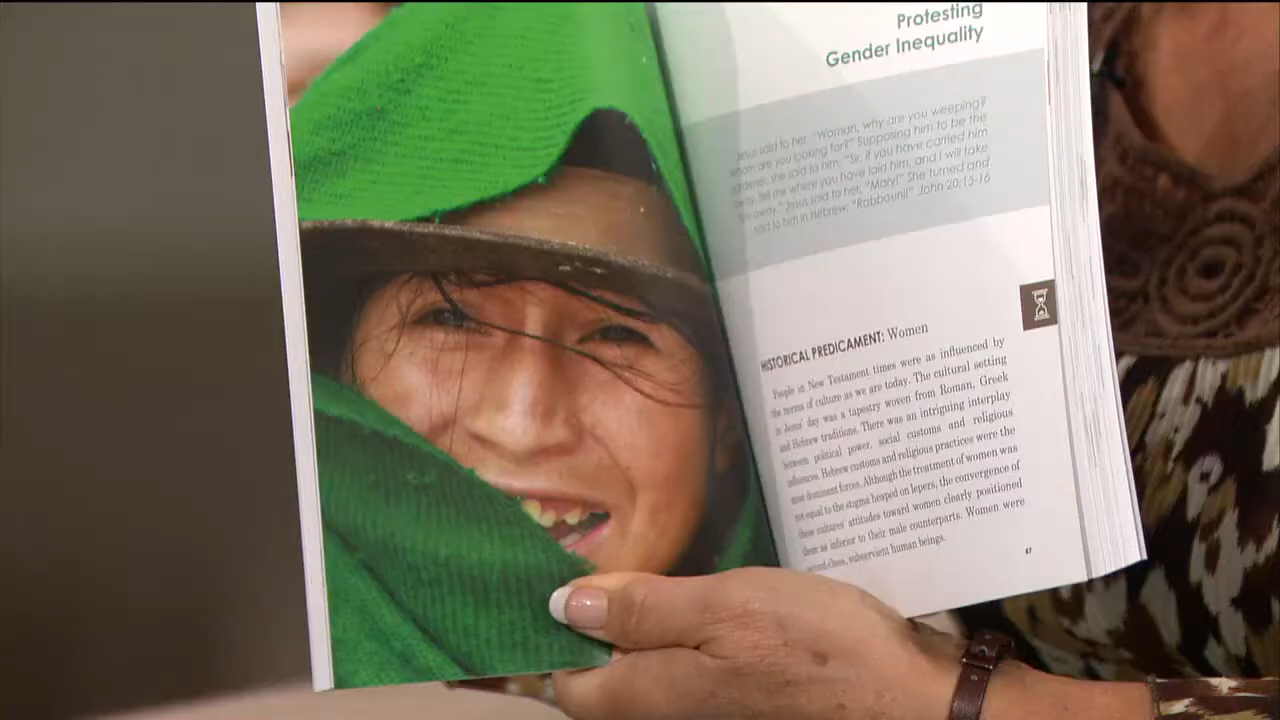 Protesting
Gender Inequality
Jesus said to her, "Woman, why are you weeping?
Whom are you looking for?" Supposing him to be the
gardener, she said to him, "Sir, if you have carried him
away, tell me where you have laid him, and I will take
him away." Jesus said to her, "Mary!" She turned and
said to him in Hebrew, "Rabbouni!" John 20:15-16
HISTORICAL PREDICAMENT: Women
People in New Testament times were as influenced by
the norms of culture as we are today. The cultural setting
in Jesus' day was a tapestry woven from Roman, Greek
and Hebrew traditions. There was an intriguing interplay
between political power, social customs and religious
influences. Hebrew customs and religious practices were the
most dominant forces. Although the treatment of women was
not equal to the stigma heaped on lepers, the convergence of
these cultures' attitudes toward women clearly positioned
them as inferior to their male counterparts. Women were
second-class, subservient human beings.
47